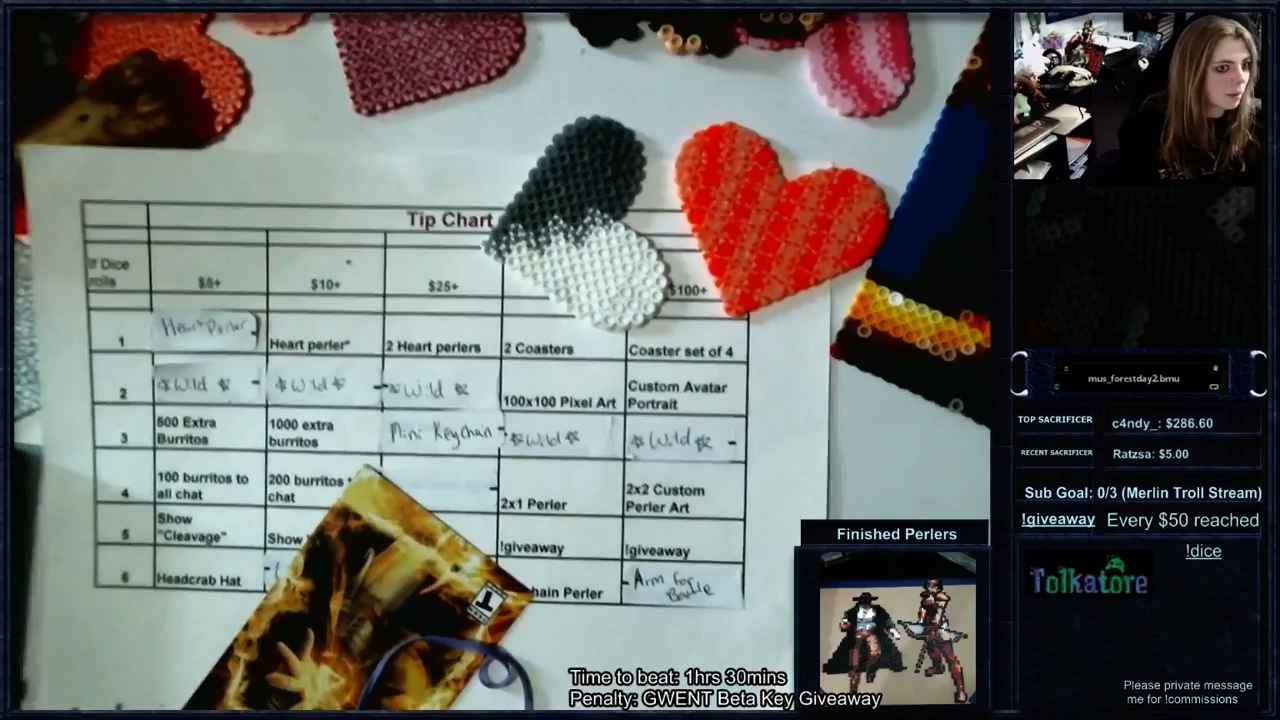 Tip Chart
If Dice rolls
$8+
$10+
$25+
$100+
1
Heart Perler
Heart perler*
2 Heart perlers
2 Coasters
Coaster set of 4
2
*Wild*
*Wild*
*Wild*
100x100 Pixel Art
Custom Avatar Portrait
3
500 Extra Burritos
1000 extra burritos
Mini Keychain
*Wild*
*Wild*
4
100 burritos to all chat
200 burritos
chat
2x1 Perler
2x2 Custom Perler Art
5
Show "Cleavage"
Show
!giveaway
!giveaway
6
Headcrab Hat
hain Perler
Arm for Battle
T
mus_forestday2.bmu
TOP SACRIFICER
c4ndy_: $286.60
RECENT SACRIFICER
Ratzsa: $5.00
Sub Goal: 0/3 (Merlin Troll Stream)
!giveaway Every $50 reached
!dice
Tolkatore
Finished Perlers
Time to beat: 1hrs 30mins
Penalty: GWENT Beta Key Giveaway
Please private message
me for !commissions